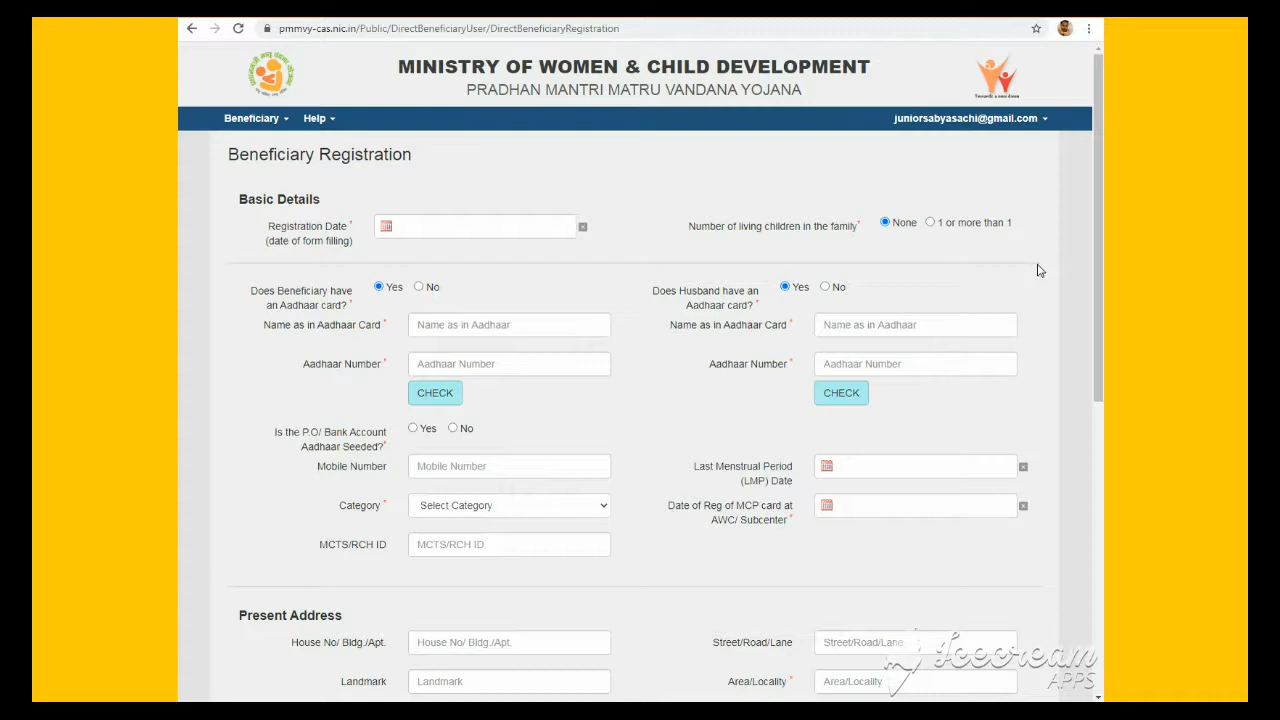 pmmvy-cas.nic.in/Public/DirectBeneficiaryUser/DirectBeneficiaryRegistration
MINISTRY OF WOMEN & CHILD DEVELOPMENT
PRADHAN MANTRI MATRU VANDANA YOJANA
Beneficiary Help juniorsabyasachi@gmail.com
Beneficiary Registration
Basic Details
Registration Date *
(date of form filling)
Number of living children in the family* None 1 or more than 1
Does Beneficiary have
an Aadhaar card? * Yes No
Does Husband have an
Aadhaar card? * Yes No
Name as in Aadhaar Card * Name as in Aadhaar
Name as in Aadhaar Card * Name as in Aadhaar
Aadhaar Number * Aadhaar Number
Aadhaar Number * Aadhaar Number
CHECK CHECK
Is the P.O/ Bank Account
Aadhaar Seeded?* Yes No
Mobile Number Mobile Number
Last Menstrual Period
(LMP) Date
Category * Select Category
Date of Reg of MCP card at
AWC/ Subcenter *
MCTS/RCH ID MCTS/RCH ID
Present Address
House No/ Bldg./Apt. House No/ Bldg./Apt.
Street/Road/Lane Street/Road/Lane
Landmark Landmark
Area/Locality * Area/Locality
Icecream
APPS